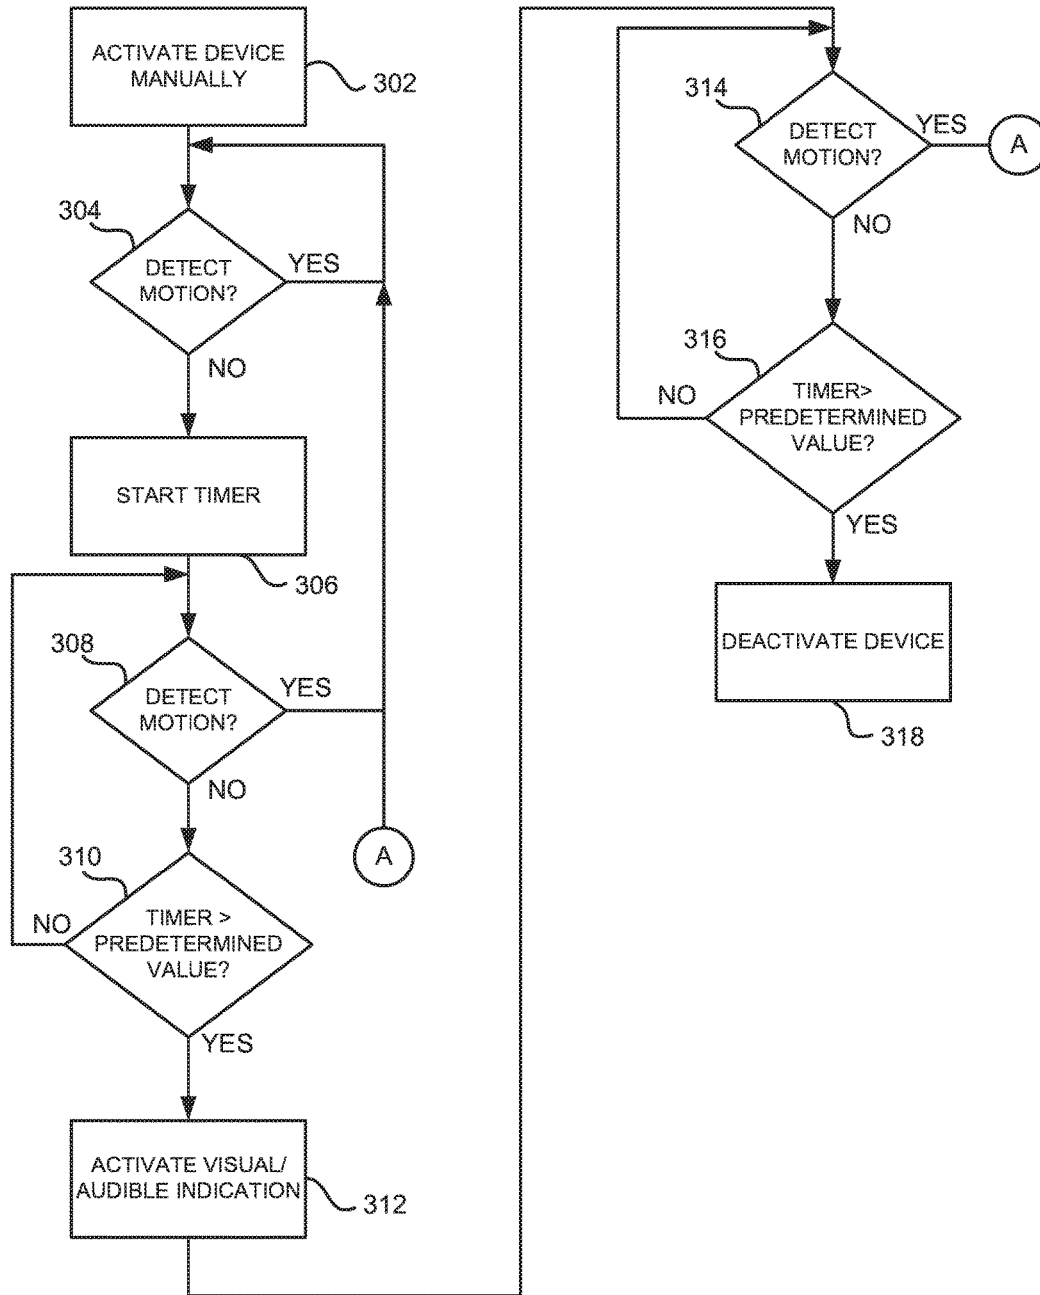 ACTIVATE DEVICE
MANUALLY
302
304
DETECT
MOTION?
YES
NO
START TIMER
306
308
DETECT
MOTION?
YES
NO
A
310
NO
TIMER >
PREDETERMINED
VALUE?
YES
ACTIVATE VISUAL/
AUDIBLE INDICATION
312
314
DETECT
MOTION?
YES
A
NO
316
NO
TIMER>
PREDETERMINED
VALUE?
YES
DEACTIVATE DEVICE
318